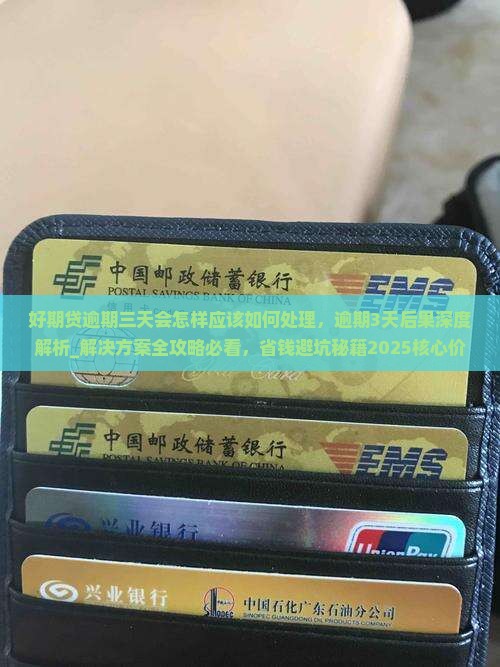 中国邮政储蓄银行
POSTAL SAVINGS BANK OF CHINA
EMS
好期贷逾期三天会怎样应该如何处理，逾期3天后果深度
解析_解决方案全攻略必看，省钱避坑秘籍2025核心价
中国邮政储蓄银行
POSTAL SAVINGS BANK OF CHINA
EMS
兴业银行
UnionPay
兴业银行
SINOPEC
中国石化广东石油分公司
SINOPEC GUANGDONG OIL PRODUCTS COMPANY